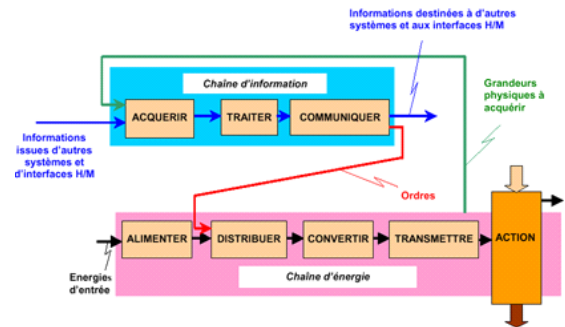 Informations destinées à d'autres
systèmes et aux interfaces H/M
Chaîne d'information
Grandeurs
physiques à
acquérir
ACQUERIR
TRAITER
COMMUNIQUER
Informations
issues d'autres
systèmes et
d'interfaces H/M
Ordres
ALIMENTER
DISTRIBUER
CONVERTIR
TRANSMETTRE
ACTION
Energies
d'entrée
Chaîne d'énergie